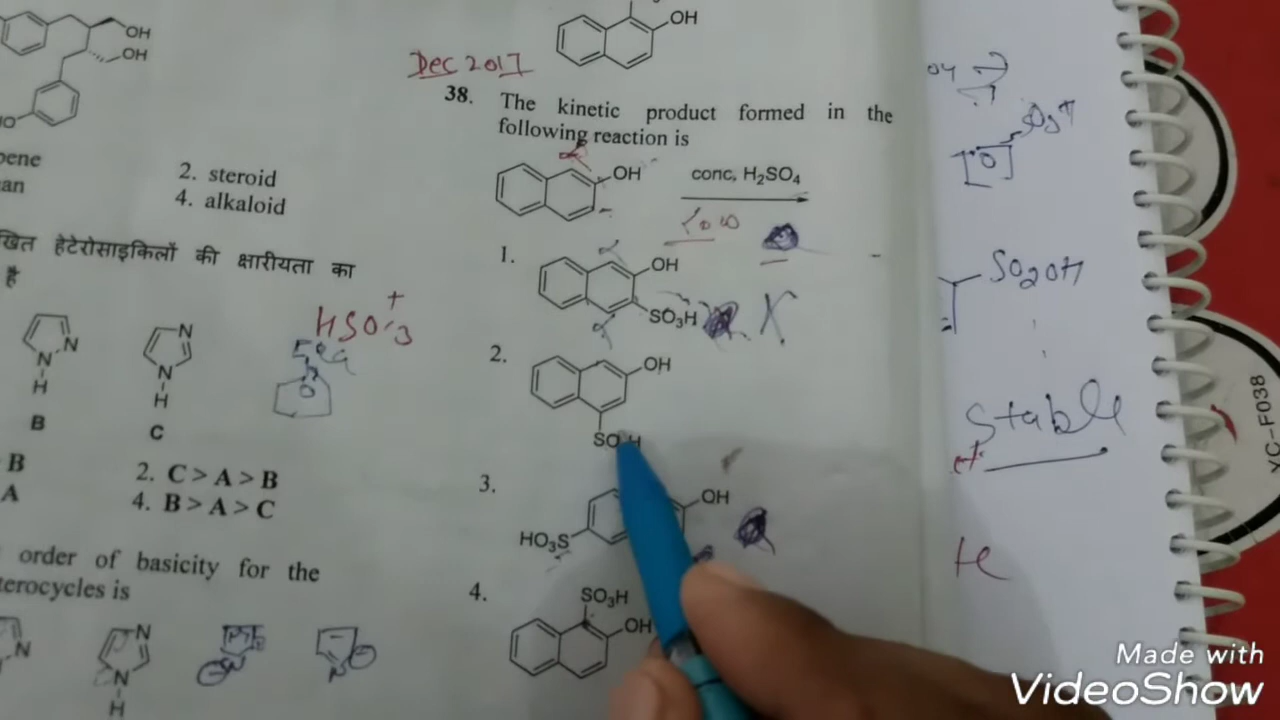 OH
OH
HO
pene
an
2. steroid
4. alkaloid
खित हेटेरोसाइकिलों की क्षारीयता का
है
N
N
H
B
N
N
H
C
HSO3
+
B
A
2. C > A > B
4. B > A > C
order of basicity for the
terocycles is
N
N
N
H
OH
Dec 2017
38. The kinetic product formed in the
following reaction is
OH
conc, H2SO4
Low
1.
OH
SO3H
X
2.
OH
3.
OH
HO3S
4.
SO3H
OH
SO2OH
Stable
H
YC-F038
Made with
VideoShow